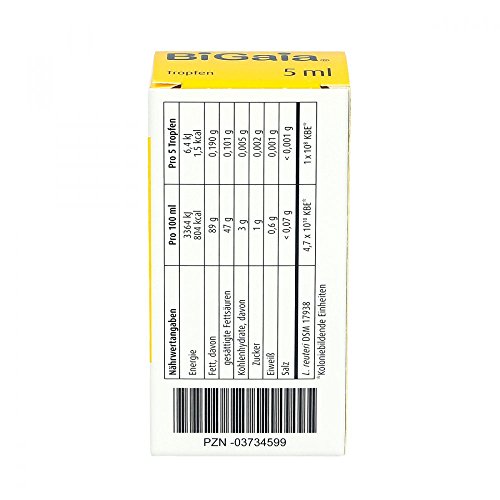 BiGaia®
Tropfen 5 ml
Nährwertangaben Pro 100 ml Pro 5 Tropfen
Energie 3364 kJ 6,4 kJ
804 kcal 1,5 kcal
Fett, davon 89 g 0,190 g
gesättigte Fettsäuren 47 g 0,101 g
Kohlenhydrate, davon 3 g 0,005 g
Zucker 1 g 0,002 g
Eiweiß 0,6 g 0,001 g
Salz < 0,07 g < 0,001 g
L. reuteri DSM 17938 4,7 x 10¹⁰ KBE* 1 x 10⁸ KBE*
*Koloniebildende Einheiten
PZN -03734599